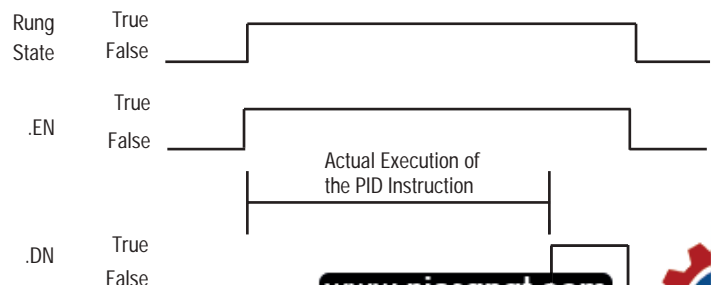 Rung
State
True
False
.EN
True
False
Actual Execution of
the PID Instruction
.DN
True
False